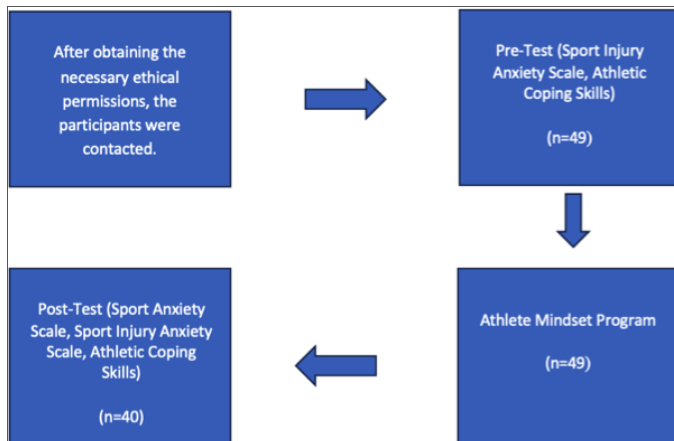 After obtaining the
necessary ethical
permissions, the
participants were
contacted.
Pre-Test (Sport Injury
Anxiety Scale, Athletic
Coping Skills)
(n=49)
Athlete Mindset Program
(n=49)
Post-Test (Sport Anxiety
Scale, Sport Injury Anxiety
Scale, Athletic Coping
Skills)
(n=40)